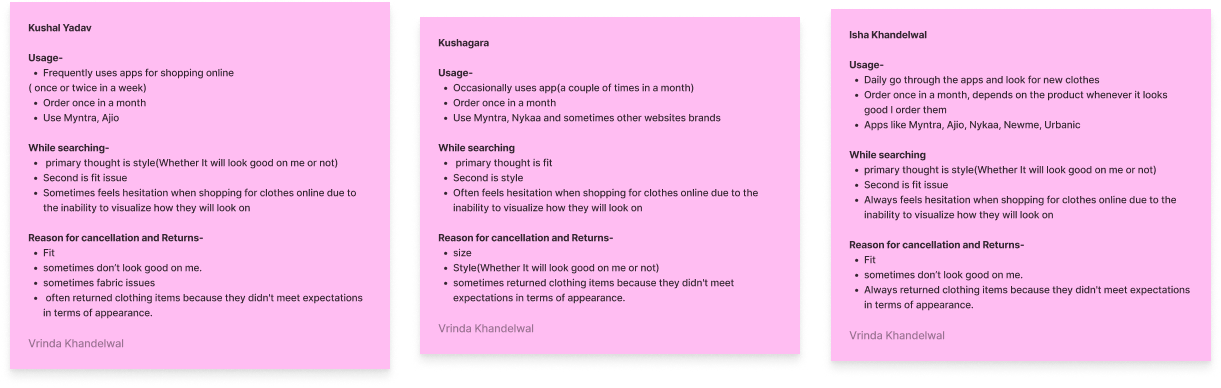 Kushal Yadav
Usage-
• Frequently uses apps for shopping online
( once or twice in a week)
• Order once in a month
• Use Myntra, Ajio
While searching-
• primary thought is style(Whether It will look good on me or not)
• Second is fit issue
• Sometimes feels hesitation when shopping for clothes online due to
the inability to visualize how they will look on
Reason for cancellation and Returns-
• Fit
• sometimes don't look good on me.
• sometimes fabric issues
• often returned clothing items because they didn't meet expectations
in terms of appearance.
Vrinda Khandelwal
Kushagara
Usage-
• Occasionally uses app(a couple of times in a month)
• Order once in a month
• Use Myntra, Nykaa and sometimes other websites brands
While searching
• primary thought is fit
• Second is style
• Often feels hesitation when shopping for clothes online due to the
inability to visualize how they will look on
Reason for cancellation and Returns-
• size
• Style(Whether It will look good on me or not)
• sometimes returned clothing items because they didn't meet
expectations in terms of appearance.
Vrinda Khandelwal
Isha Khandelwal
Usage-
• Daily go through the apps and look for new clothes
• Order once in a month, depends on the product whenever it looks
good I order them
• Apps like Myntra, Ajio, Nykaa, Newme, Urbanic
While searching
• primary thought is style(Whether It will look good on me or not)
• Second is fit issue
• Always feels hesitation when shopping for clothes online due to the
inability to visualize how they will look on
Reason for cancellation and Returns-
• Fit
• sometimes don't look good on me.
• Always returned clothing items because they didn't meet expectations
in terms of appearance.
Vrinda Khandelwal